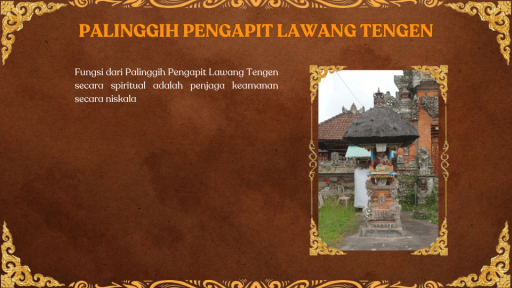 PALINGGIH PENGAPIT LAWANG TENGEN
Fungsi dari Palinggih Pengapit Lawang Tengen
secara spiritual adalah penjaga keamanan
secara niskala